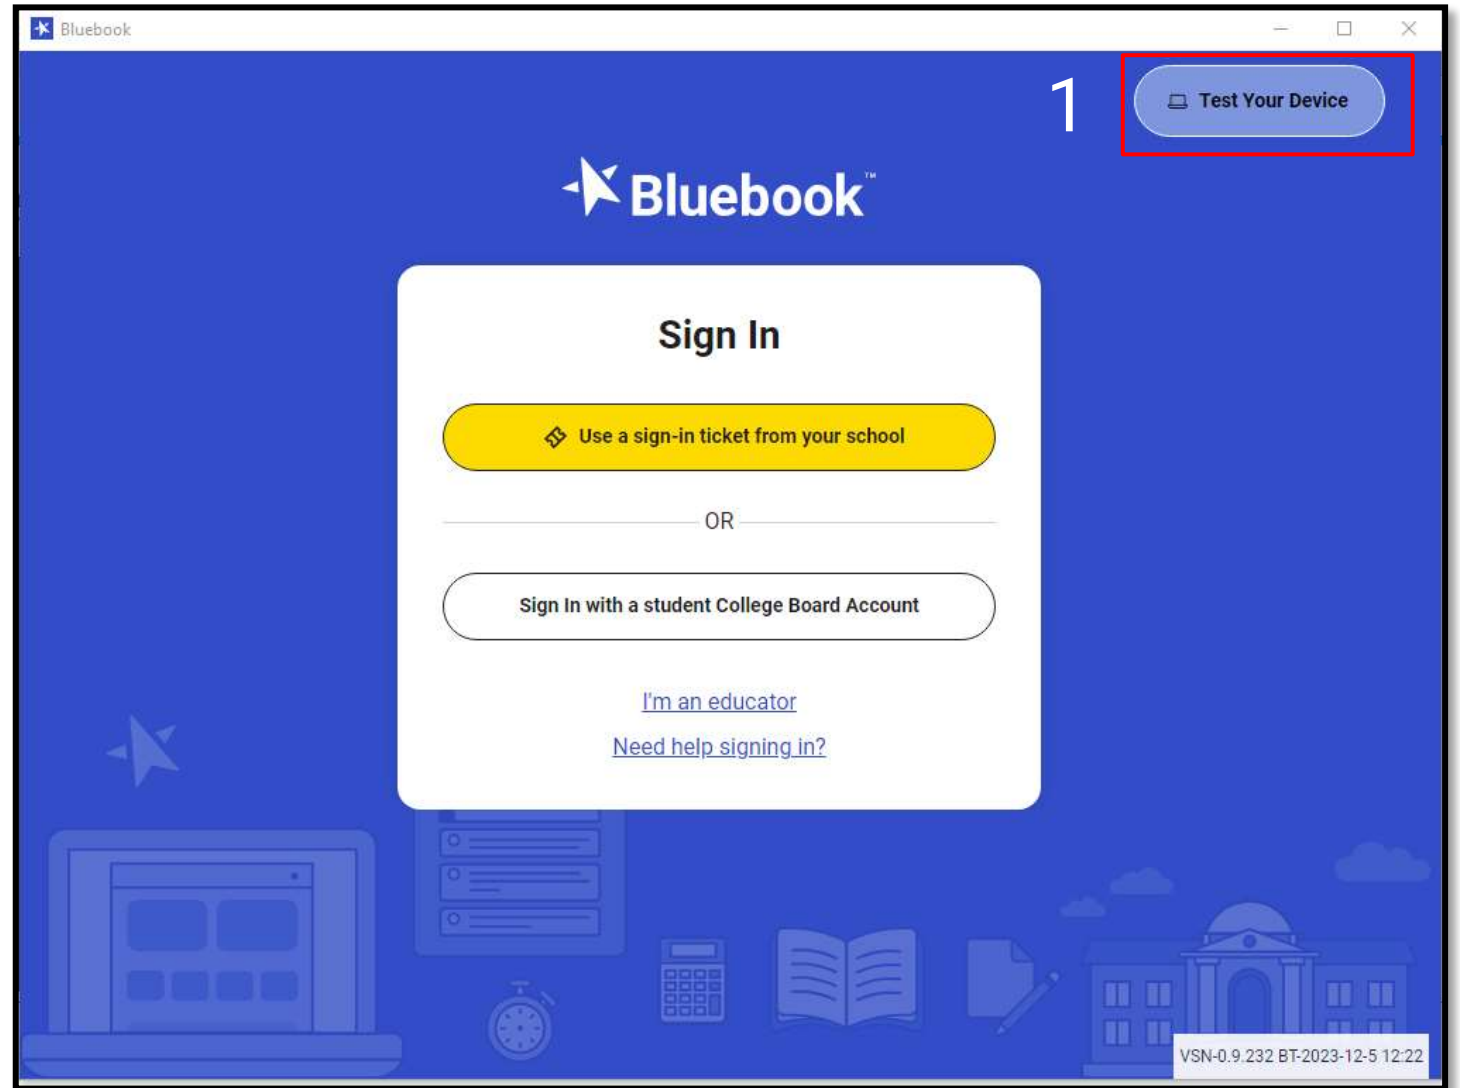 Bluebook
1
Test Your Device
Bluebook™
Sign In
Use a sign-in ticket from your school
OR
Sign In with a student College Board Account
I'm an educator
Need help signing in?
VSN-0.9.232 BT-2023-12-5 12:22